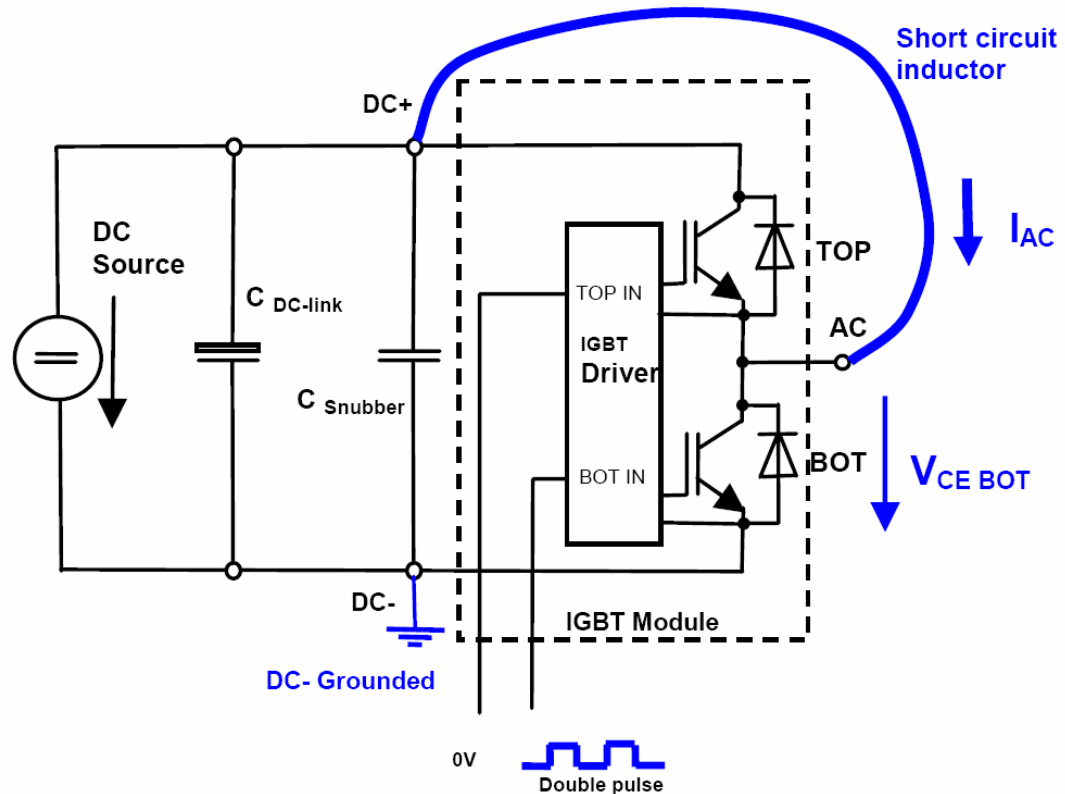 Short circuit
inductor
DC+
DC
Source
C DC-link
I AC
TOP
TOP IN
AC
IGBT
Driver
C Snubber
BOT
V CE BOT
BOT IN
DC-
IGBT Module
DC- Grounded
0V
Double pulse